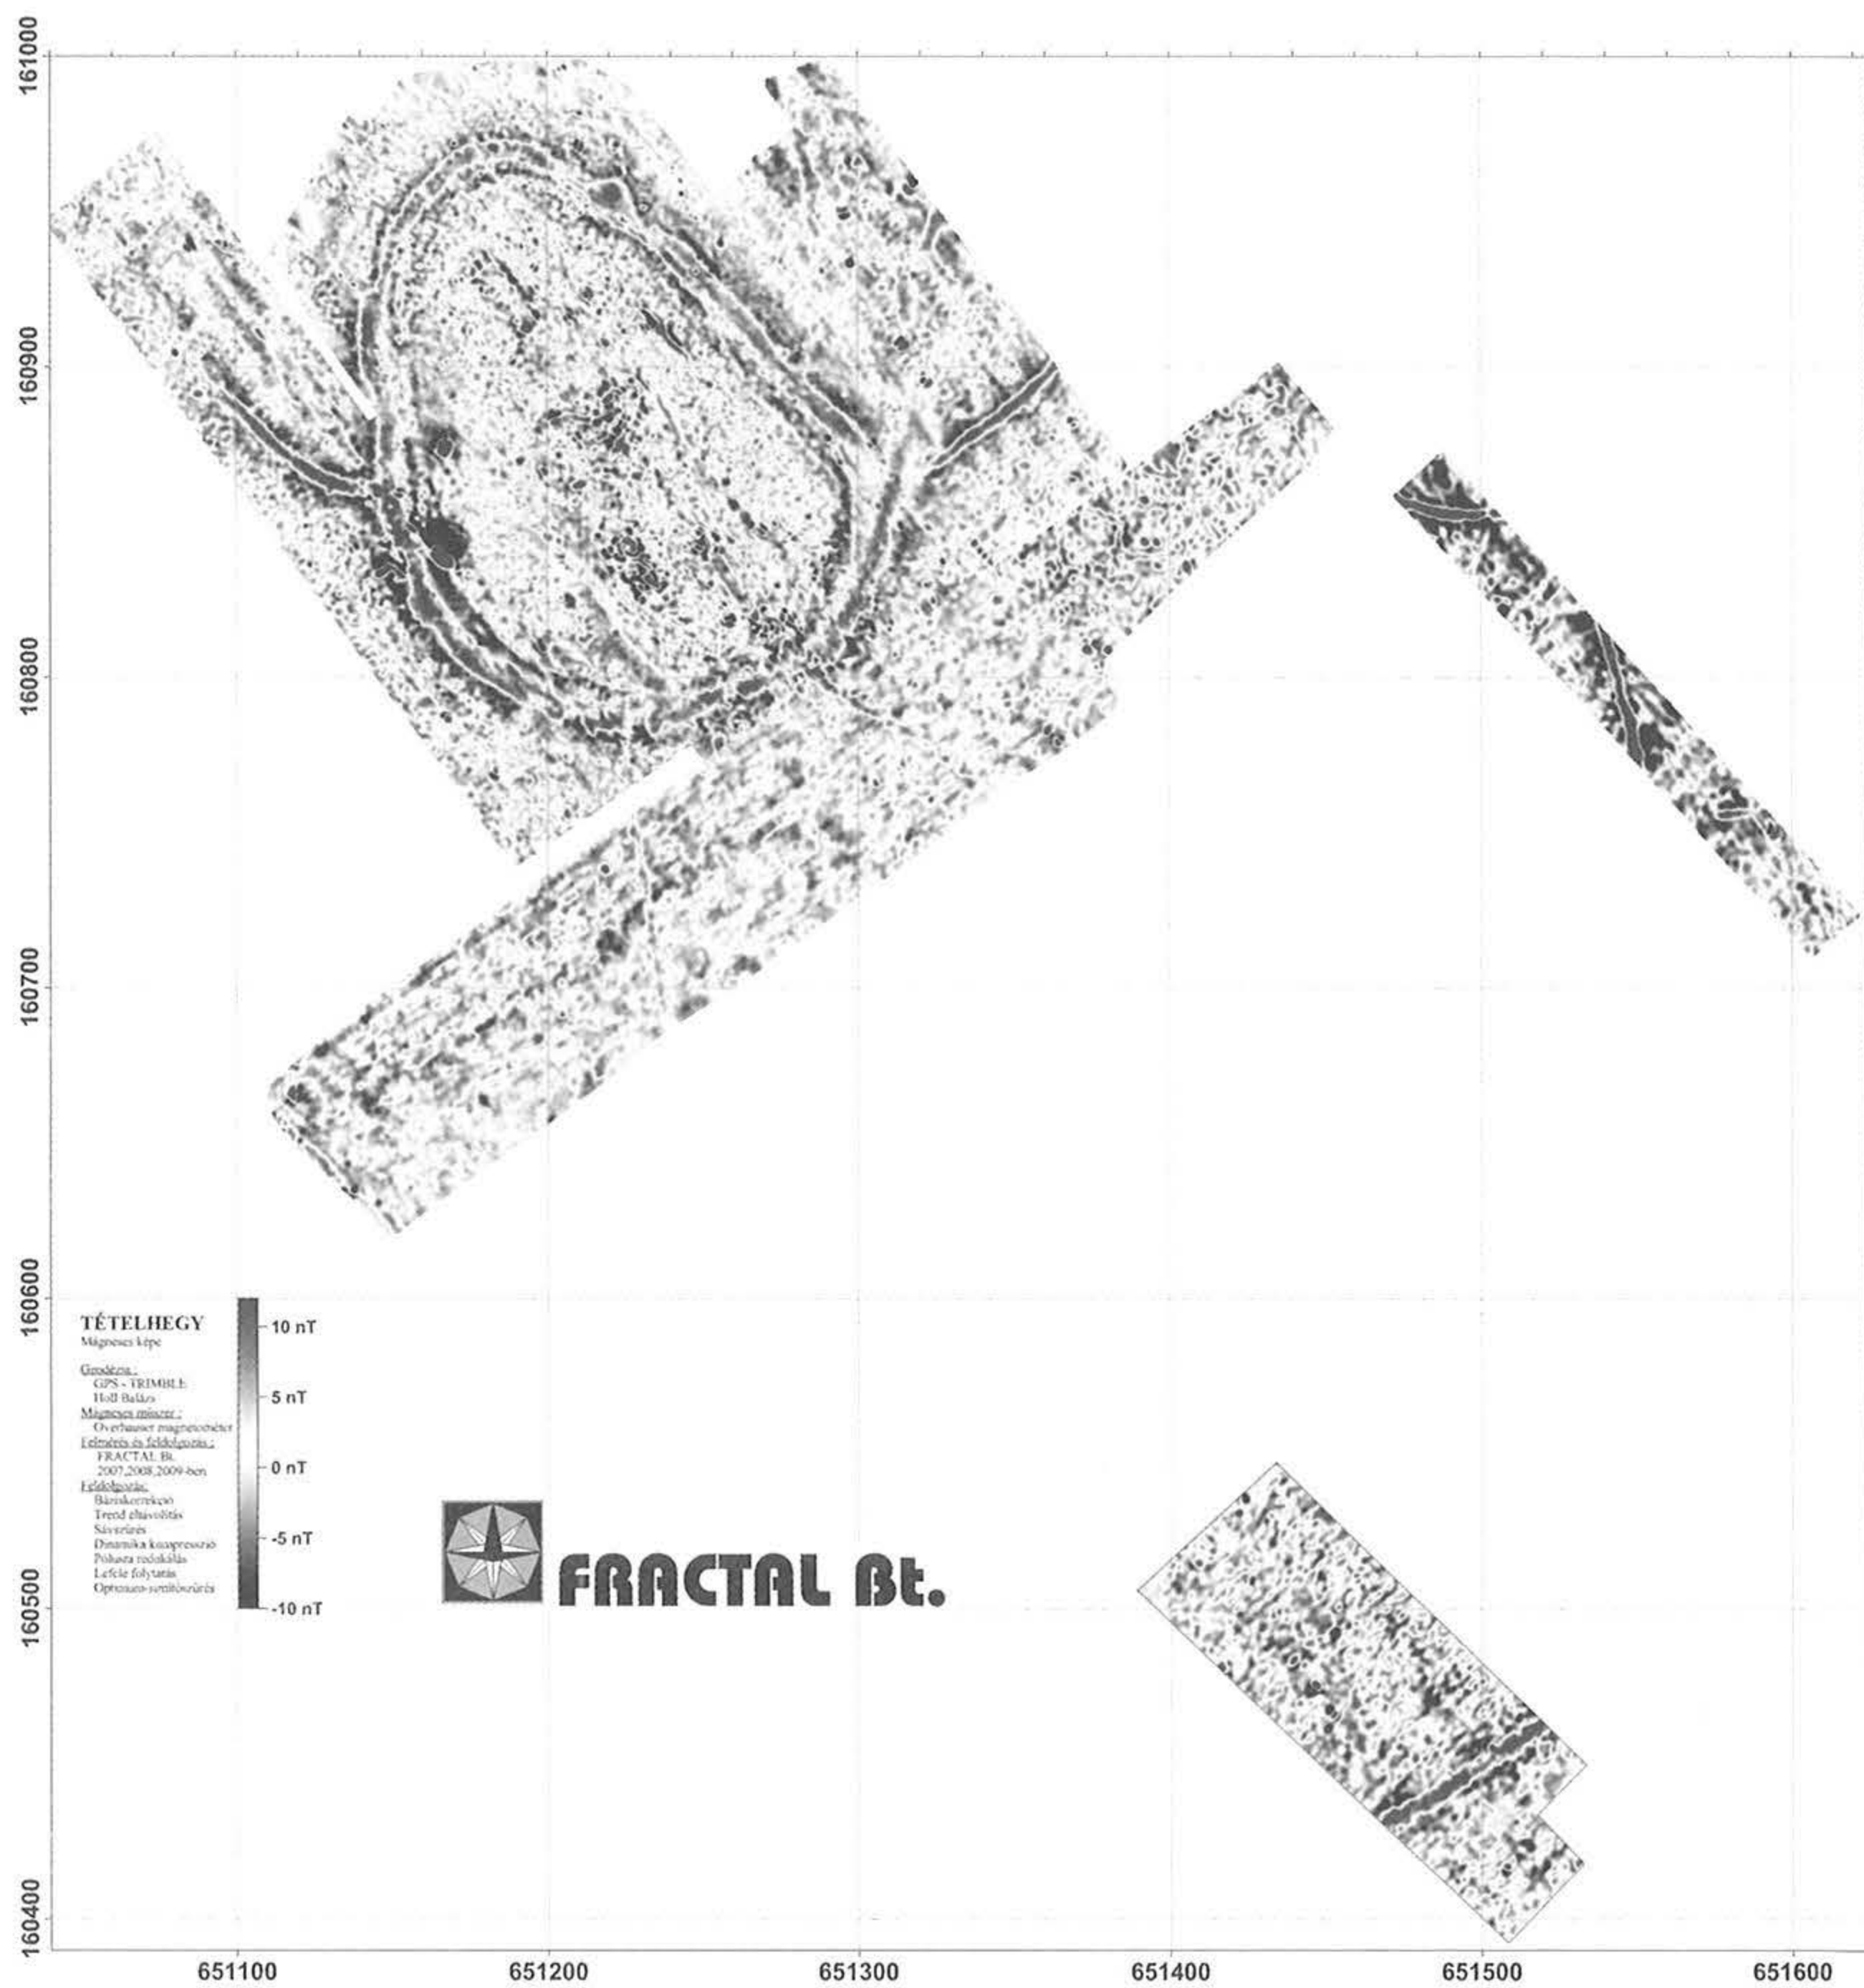 161000
160900
160800
160700
160600
160500
160400
TÉTELHEGY
Mágneses képe
Geodézia :
GPS - TRIMBLE
Holl Balázs
Mágneses műszer :
Overhauser magnetométer
Felmérés és feldolgozás :
FRACTAL Bt.
2007,2008,2009-ben
Feldolgozás:
Báziskorrekció
Trend eltávolítás
Sávszűrés
Dinamika kompresszió
Pólusra redukálás
Lefele folytatás
10 nT
5 nT
0 nT
-5 nT
-10 nT
FRACTAL Bt.
651100
651200
651300
651400
651500
651600